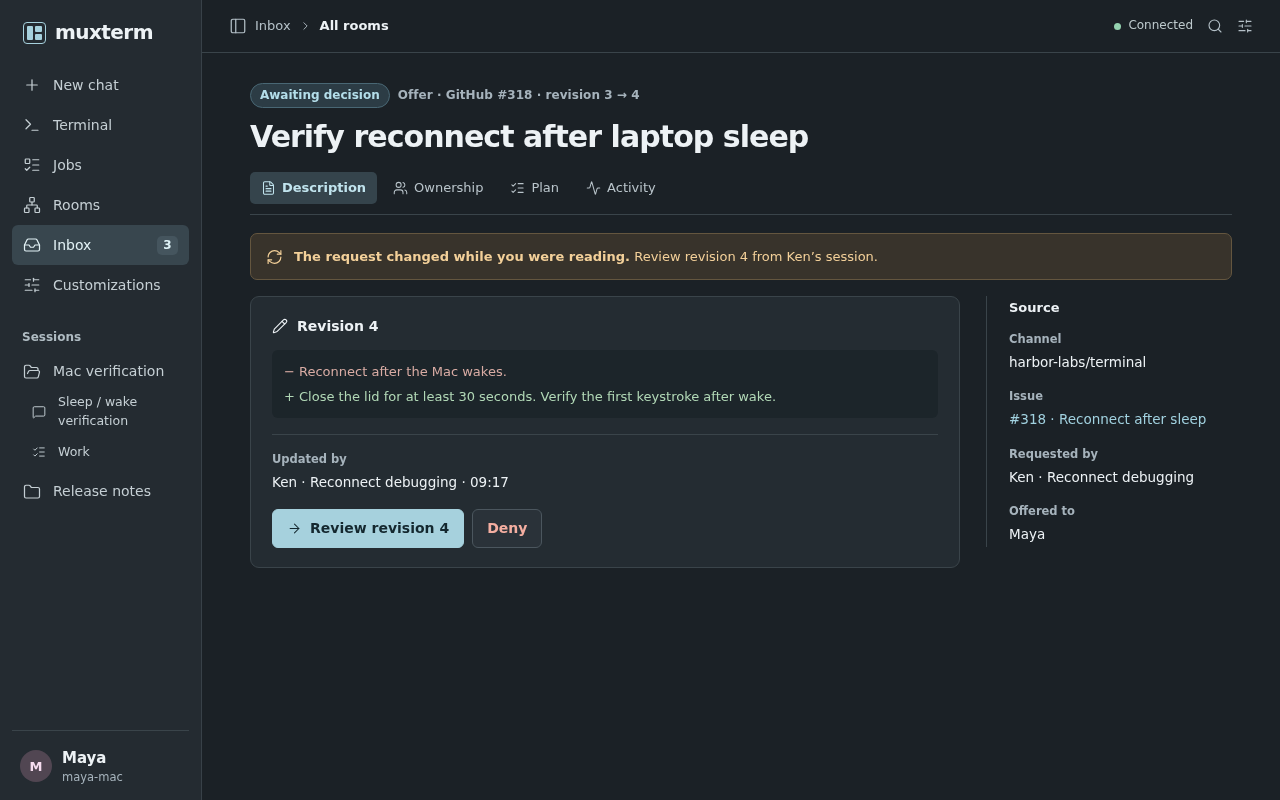 muxterm
New chat
Terminal
Jobs
Rooms
Inbox 3
Customizations
Sessions
Mac verification
Sleep / wake
verification
Work
Release notes
Maya
M
maya-mac
Inbox All rooms
Connected
Awaiting decision Offer · GitHub #318 · revision 3 → 4
Verify reconnect after laptop sleep
Description Ownership Plan Activity
The request changed while you were reading. Review revision 4 from Ken’s session.
Revision 4
− Reconnect after the Mac wakes.
+ Close the lid for at least 30 seconds. Verify the first keystroke after wake.
Updated by
Ken · Reconnect debugging · 09:17
Review revision 4 Deny
Source
Channel
harbor-labs/terminal
Issue
#318 · Reconnect after sleep
Requested by
Ken · Reconnect debugging
Offered to
Maya